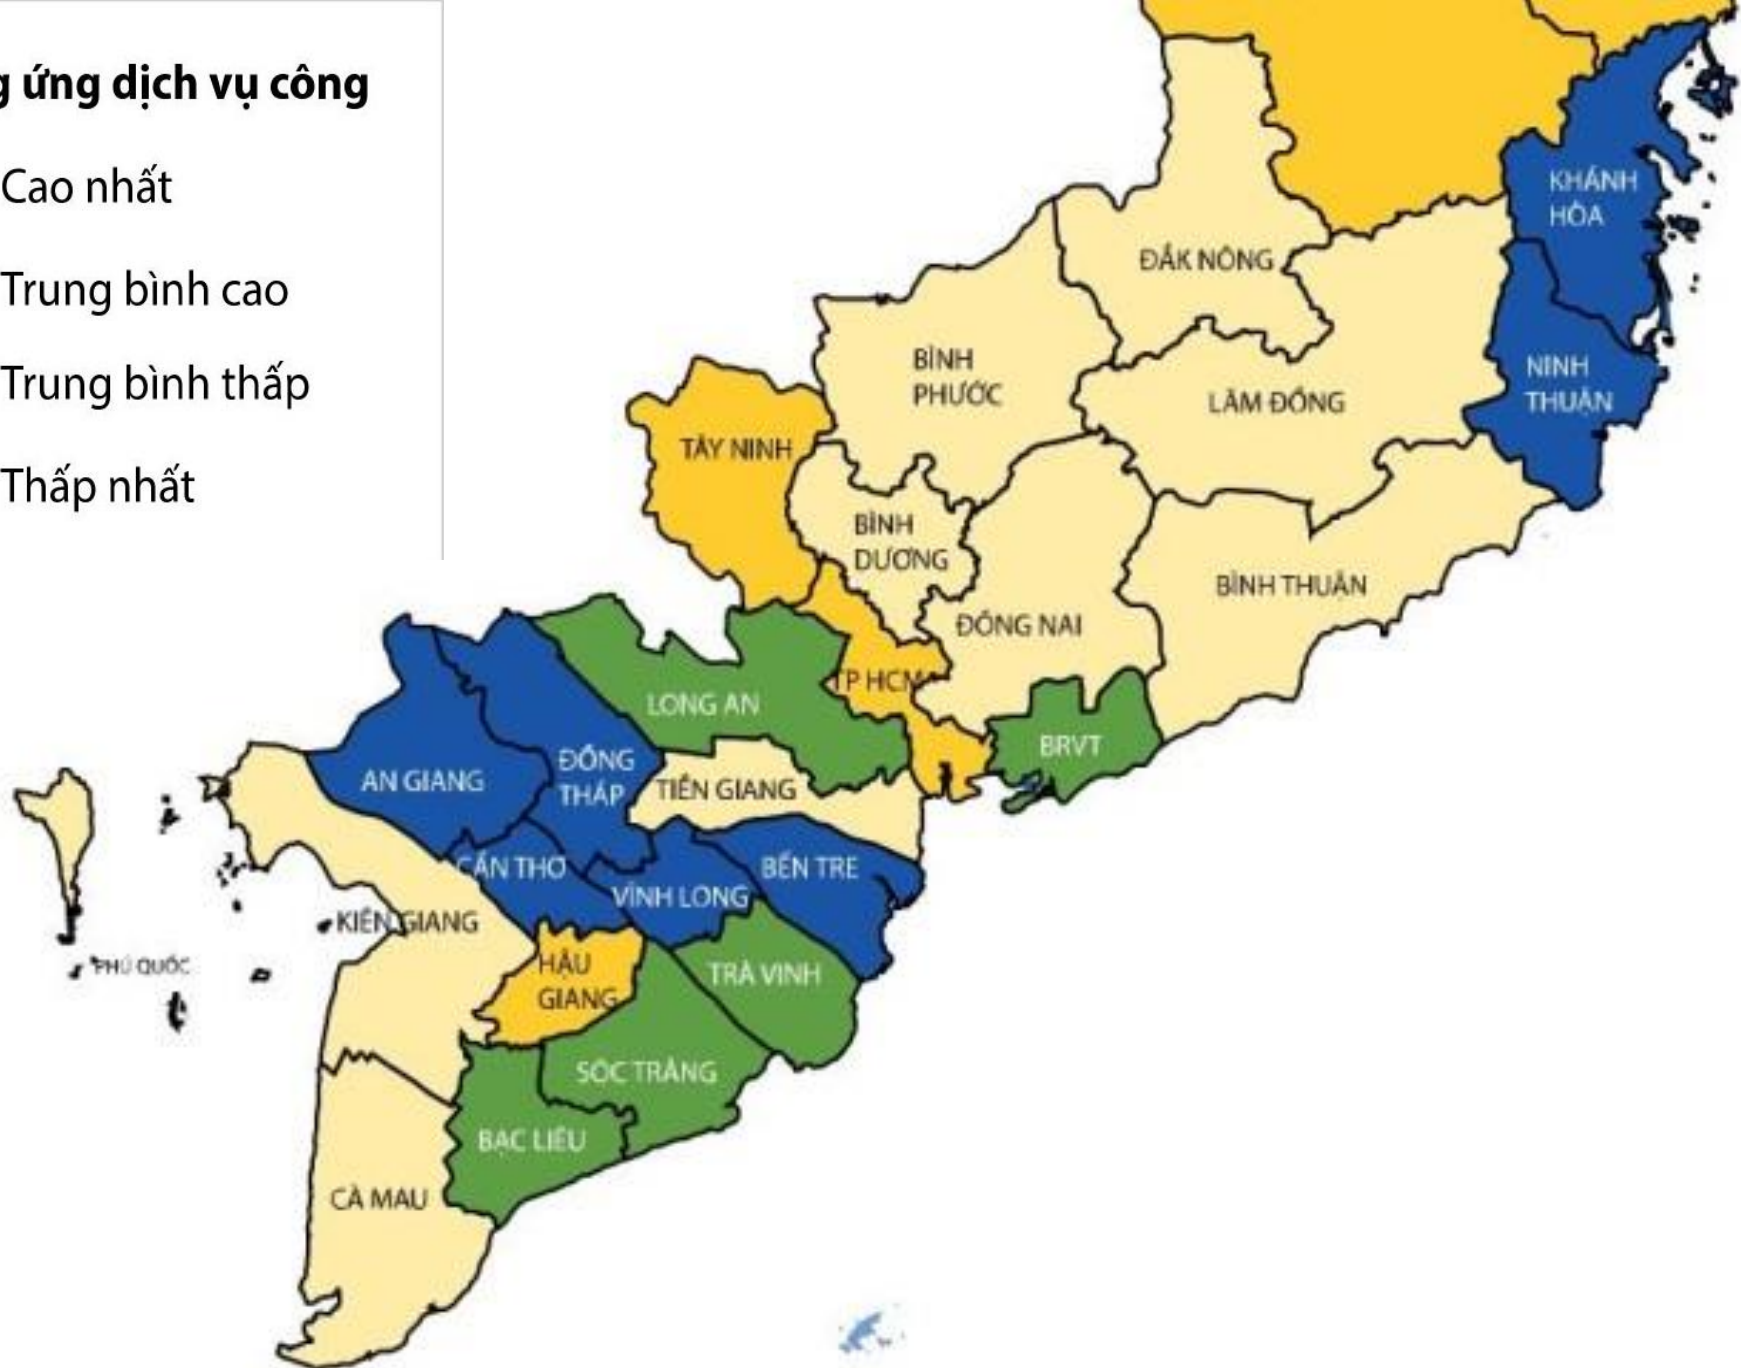 g ứng dịch vụ công
Cao nhất
Trung bình cao
Trung bình thấp
Thấp nhất
KHÁNH
HÒA
ĐẮK NÔNG
BÌNH
PHƯỚC
NINH
THUẬN
LÂM ĐỒNG
TÂY NINH
BÌNH
DƯƠNG
BÌNH THUẬN
ĐỒNG NAI
TP HCM
LONG AN
BRVT
ĐỒNG
THÁP
AN GIANG
TIỀN GIANG
CẦN THƠ
BẾN TRE
VĨNH LONG
KIÊN GIANG
HẬU
GIANG
PHÚ QUỐC
TRÀ VINH
SÓC TRĂNG
BẠC LIÊU
CÀ MAU